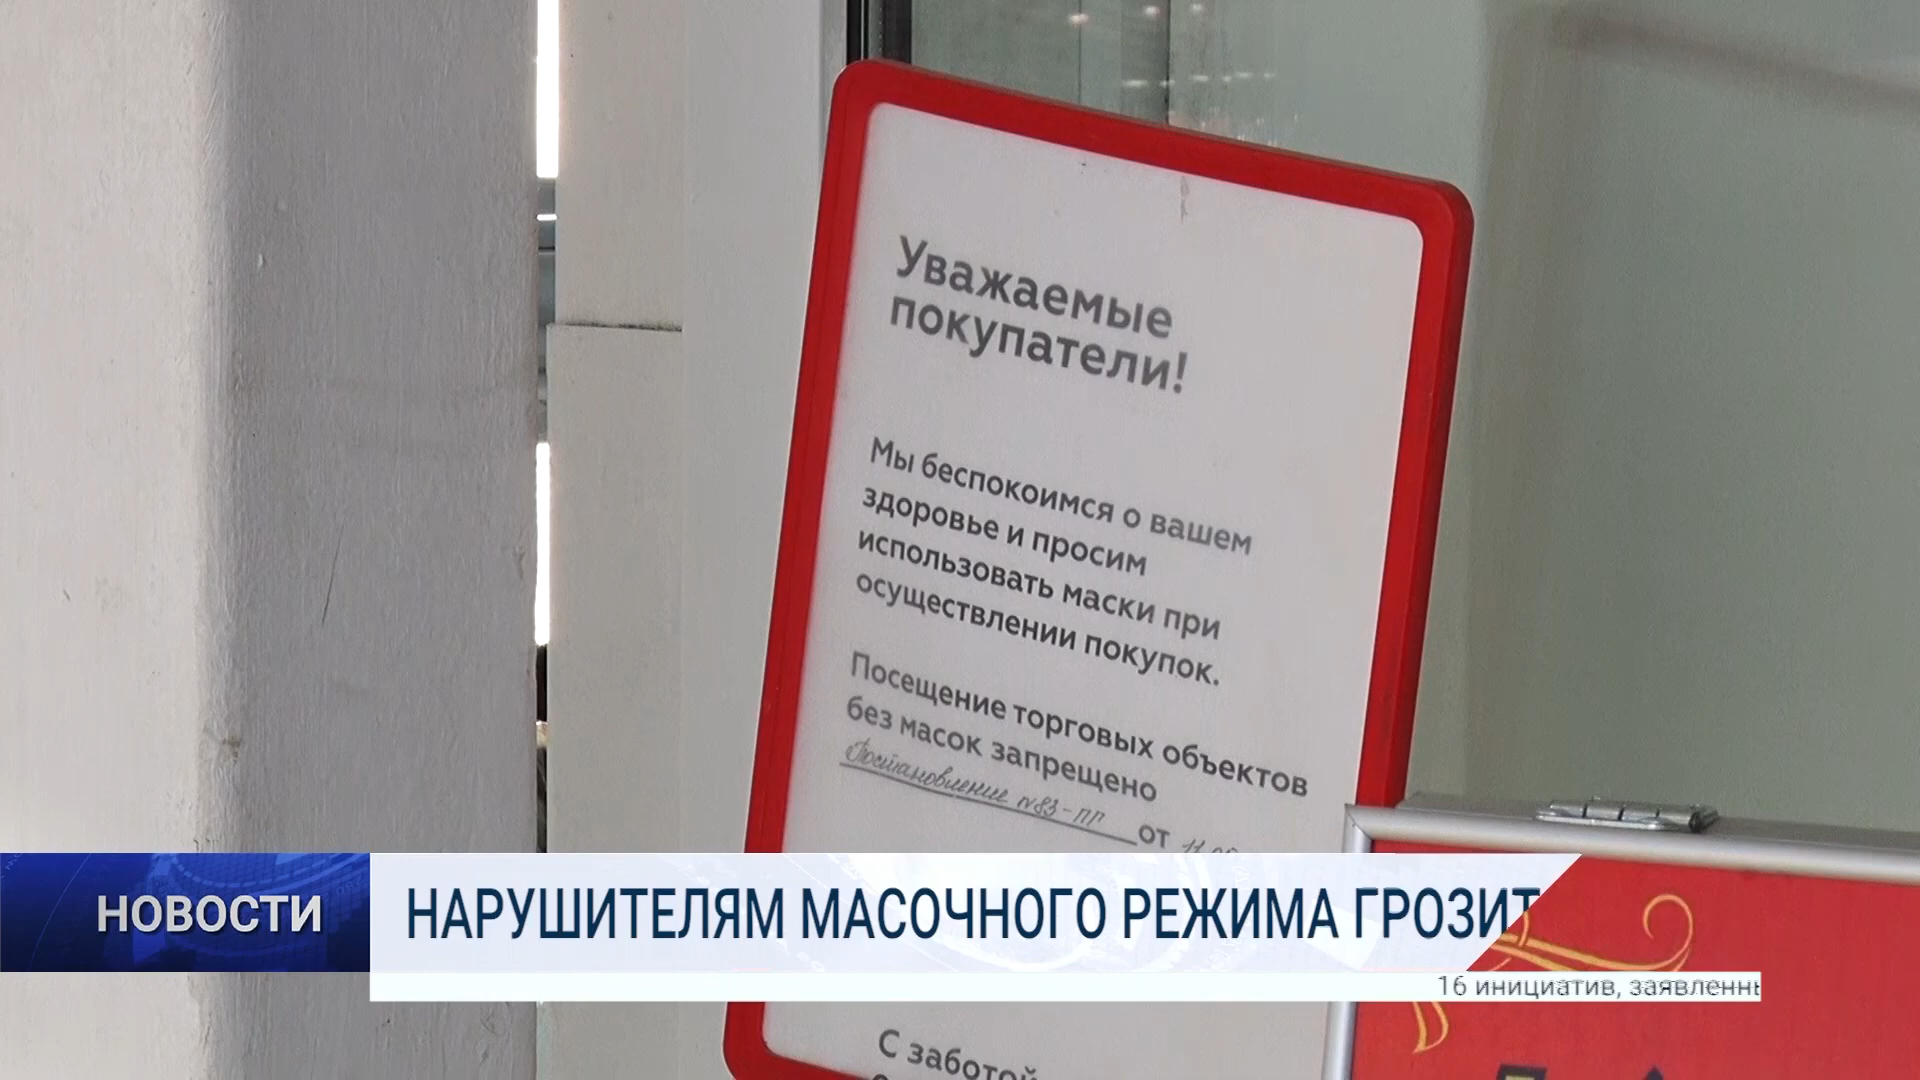 Уважаемые
покупатели!
Мы беспокоимся о вашем
здоровье и просим
использовать маски при
осуществлении покупок.
Посещение торговых объектов
без масок запрещено
Постановление №83-ПП от
НОВОСТИ
НАРУШИТЕЛЯМ МАСОЧНОГО РЕЖИМА ГРОЗИТ
16 инициатив,
С заботой